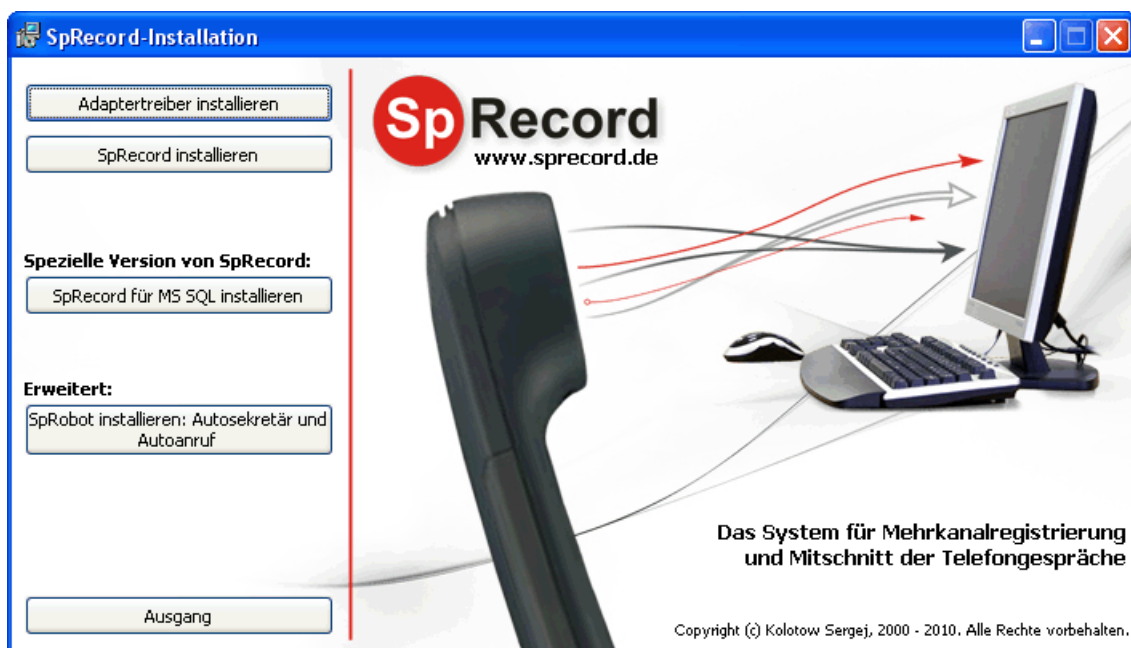 SpRecord-Installation
Adaptertreiber installieren
SpRecord installieren
Spezielle Version von SpRecord:
SpRecord für MS SQL installieren
Erweitert:
SpRobot installieren: Autosekretär und
Autoanruf
Ausgang
Sp Record
www.sprecord.de
Das System für Mehrkanalregistrierung
und Mitschnitt der Telefongespräche
Copyright (c) Kolotow Sergej, 2000 - 2010. Alle Rechte vorbehalten.